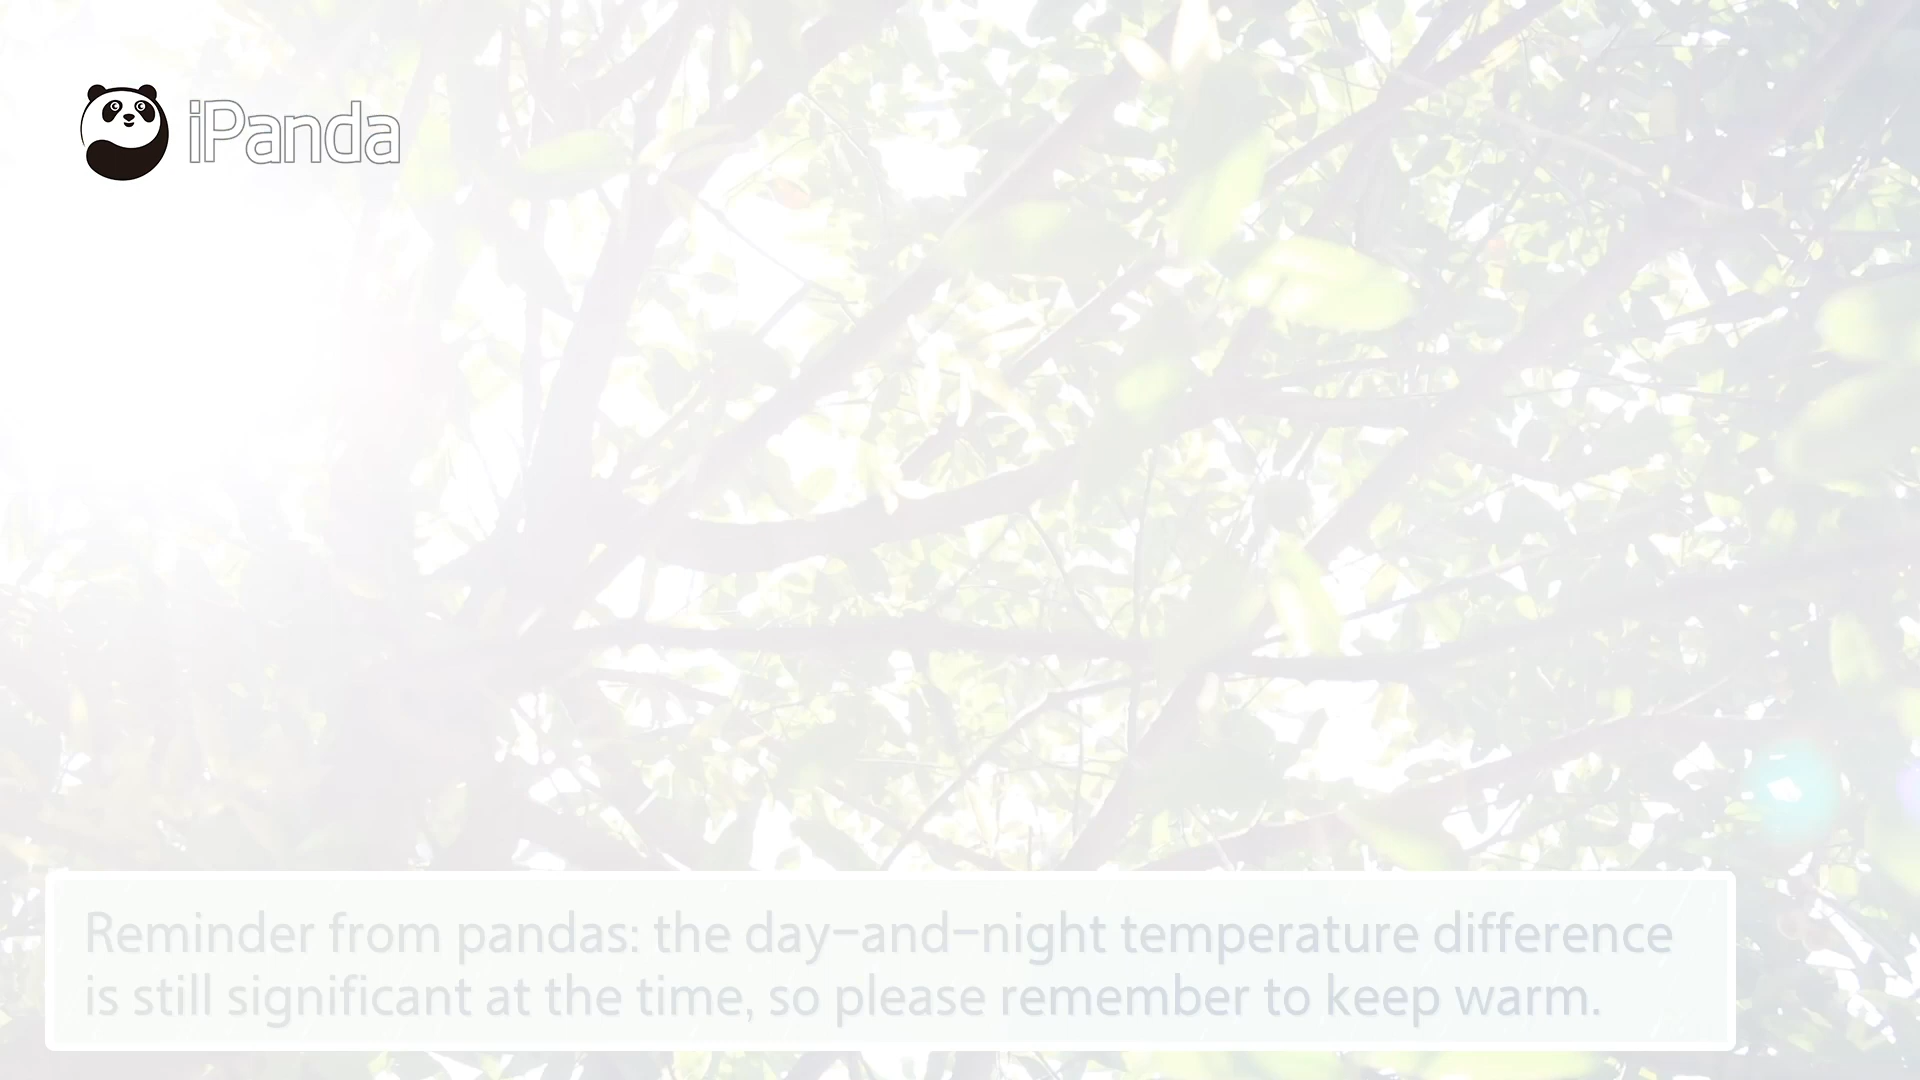 iPanda
Reminder from pandas: the day-and-night temperature difference
is still significant at the time, so please remember to keep warm.